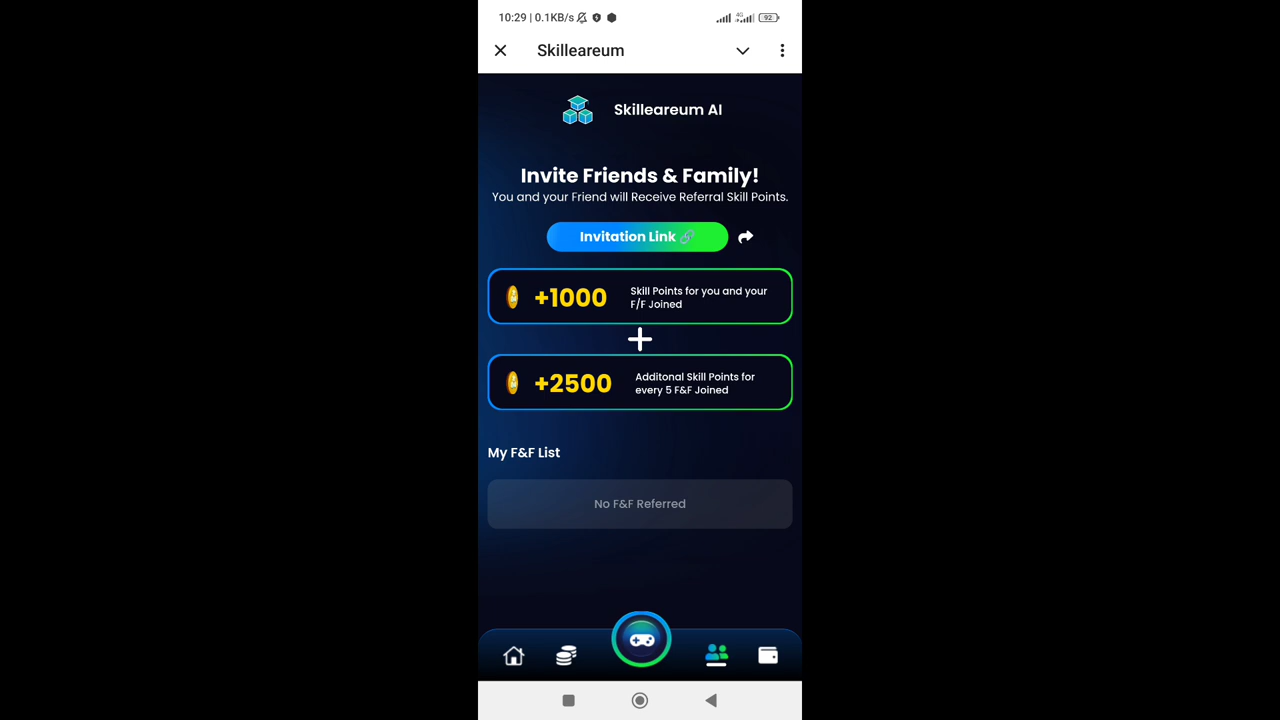 10:29 | 0.1KB/s
4G
92
Skilleareum
Skilleareum AI
Invite Friends & Family!
You and your Friend will Receive Referral Skill Points.
Invitation Link
+1000
Skill Points for you and your
F/F Joined
+2500
Additonal Skill Points for
every 5 F&F Joined
My F&F List
No F&F Referred